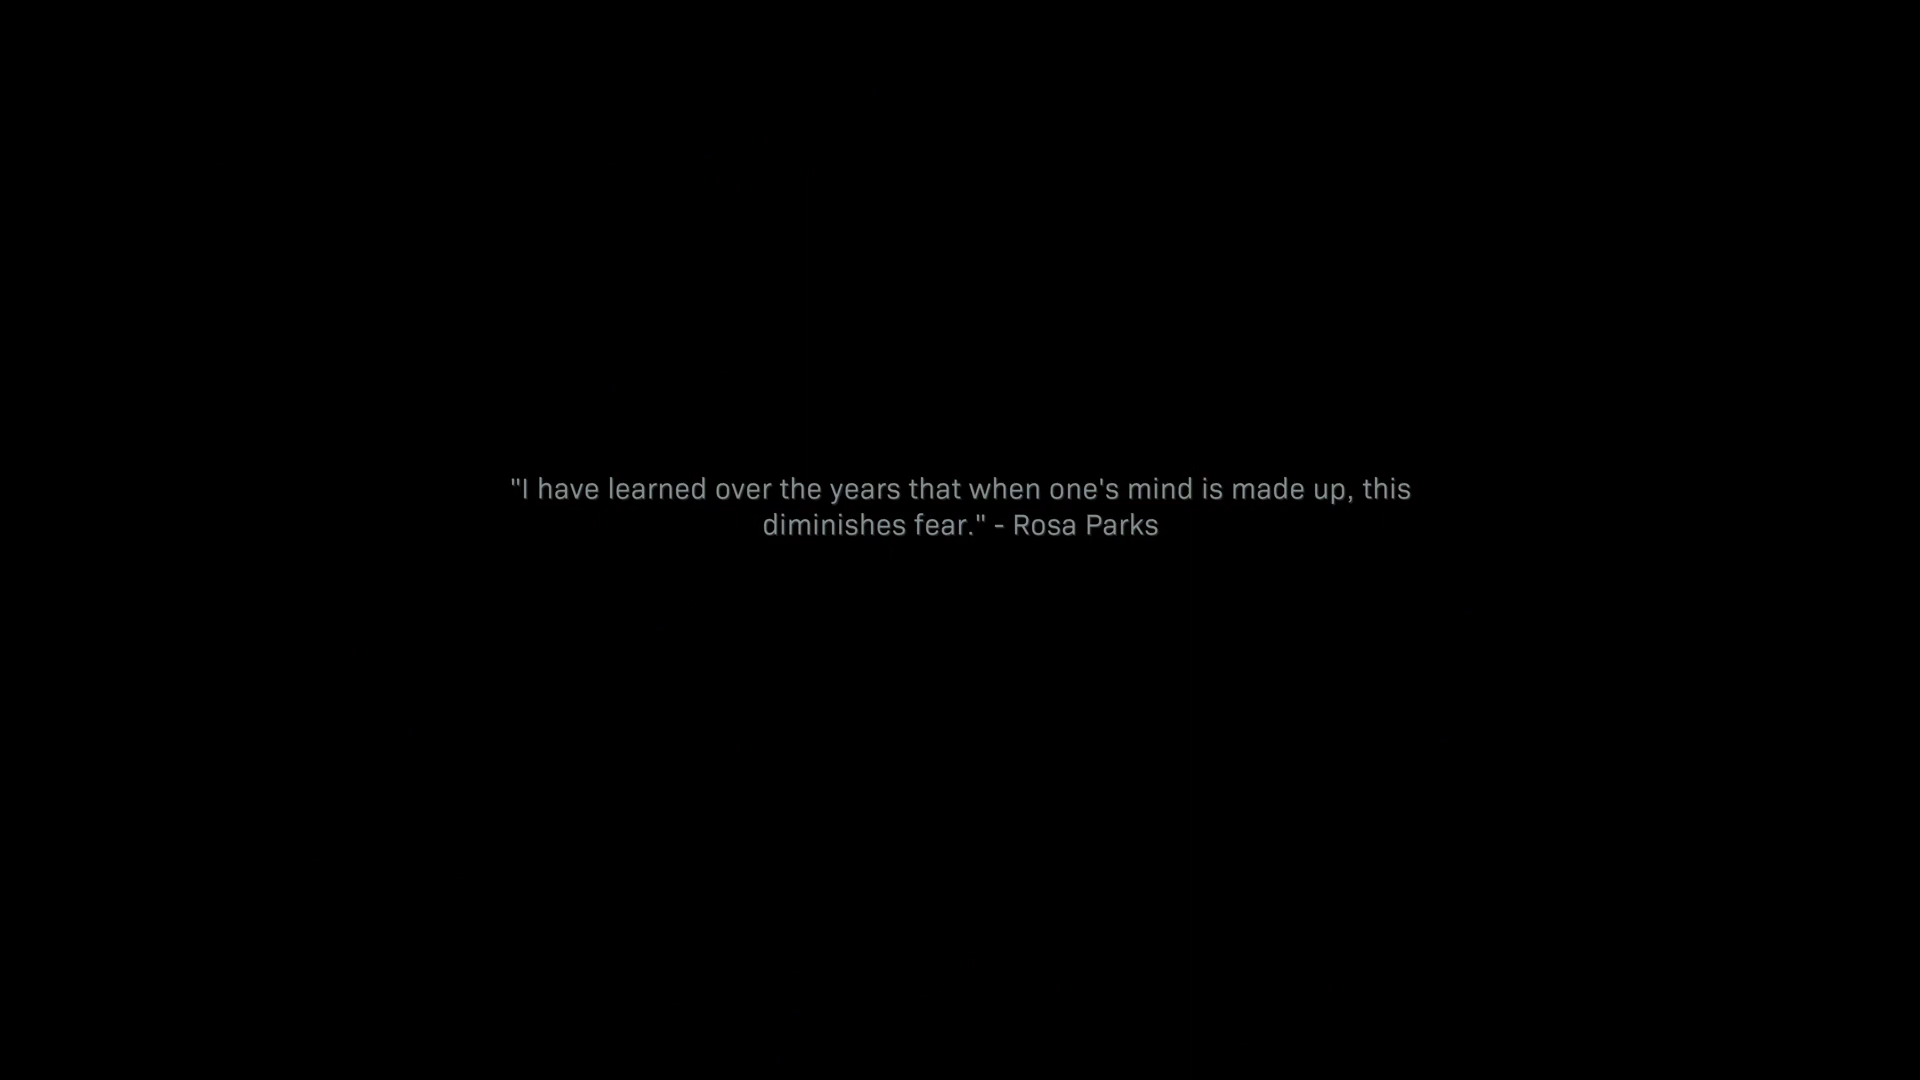 "I have learned over the years that when one's mind is made up, this
diminishes fear." - Rosa Parks